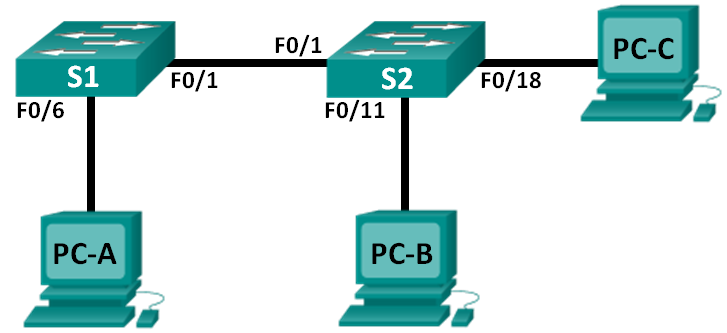 S1
F0/1
F0/1
S2
F0/18
PC-C
F0/6
F0/11
PC-A
PC-B